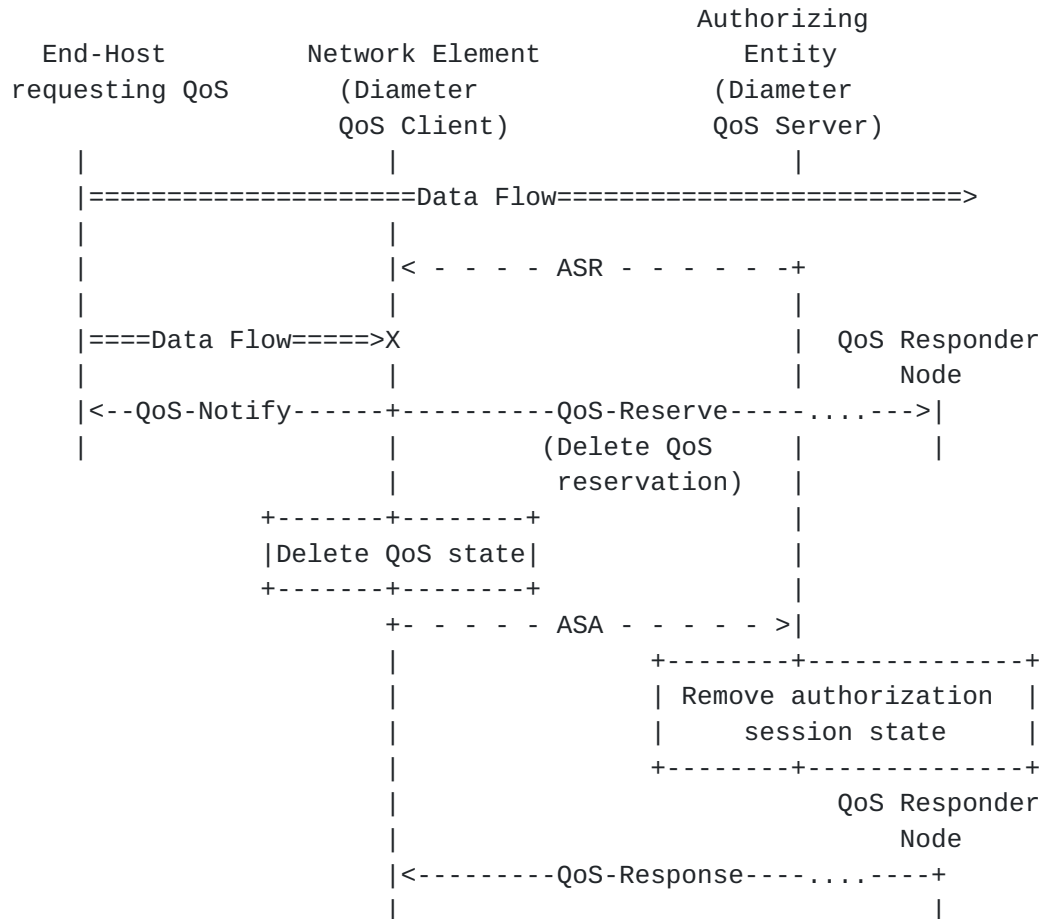 Authorizing
End-Host Network Element Entity
requesting QoS (Diameter (Diameter
QoS Client) QoS Server)
| | |
|=====================Data Flow==========================>
| |
| |< - - - - ASR - - - - - -+
| | |
|====Data Flow=====>X | QoS Responder
| | | Node
|<--QoS-Notify------+----------QoS-Reserve-----....--->|
| | (Delete QoS | |
| reservation) |
+-------+--------+ |
|Delete QoS state| |
+-------+--------+ |
+- - - - - ASA - - - - - >|
| +--------+--------------+
| | Remove authorization |
| | session state |
| +--------+--------------+
| QoS Responder
| Node
|<---------QoS-Response----....----+
| |